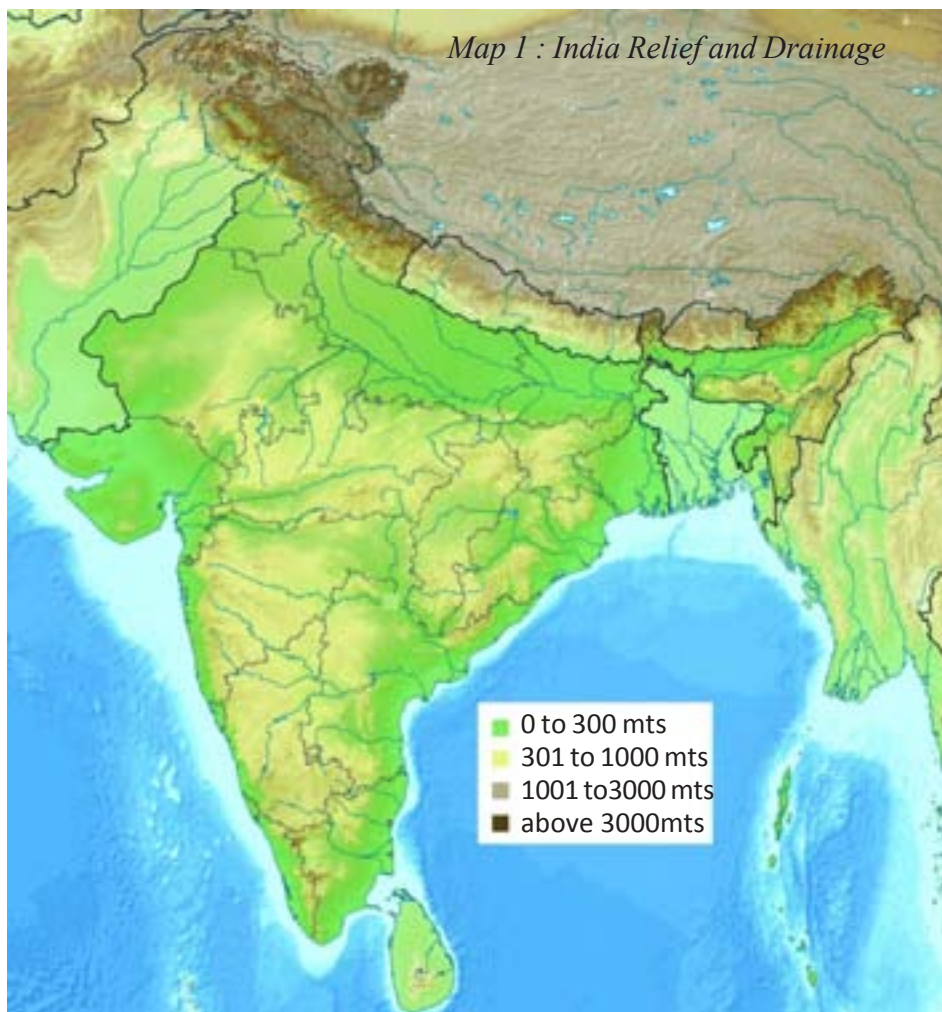 Map 1 : India Relief and Drainage
0 to 300 mts
301 to 1000 mts
1001 to3000 mts
above 3000mts